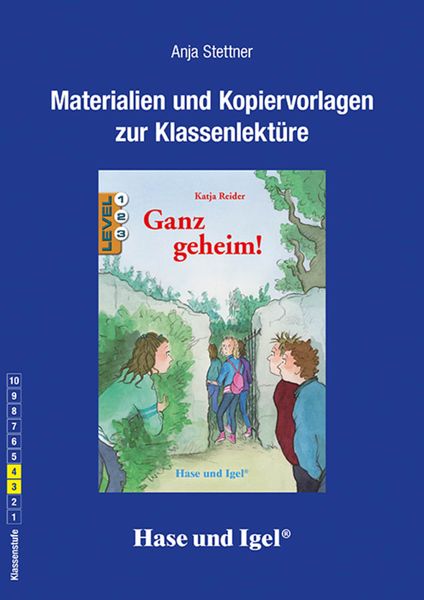 Anja Stettner
Materialien und Kopiervorlagen
zur Klassenlektüre
LEVEL 1 2 3
Katja Reider
Ganz
geheim!
Hase und Igel®
10
9
8
7
6
5
4
3
2
1
Klassenstufe
Hase und Igel®